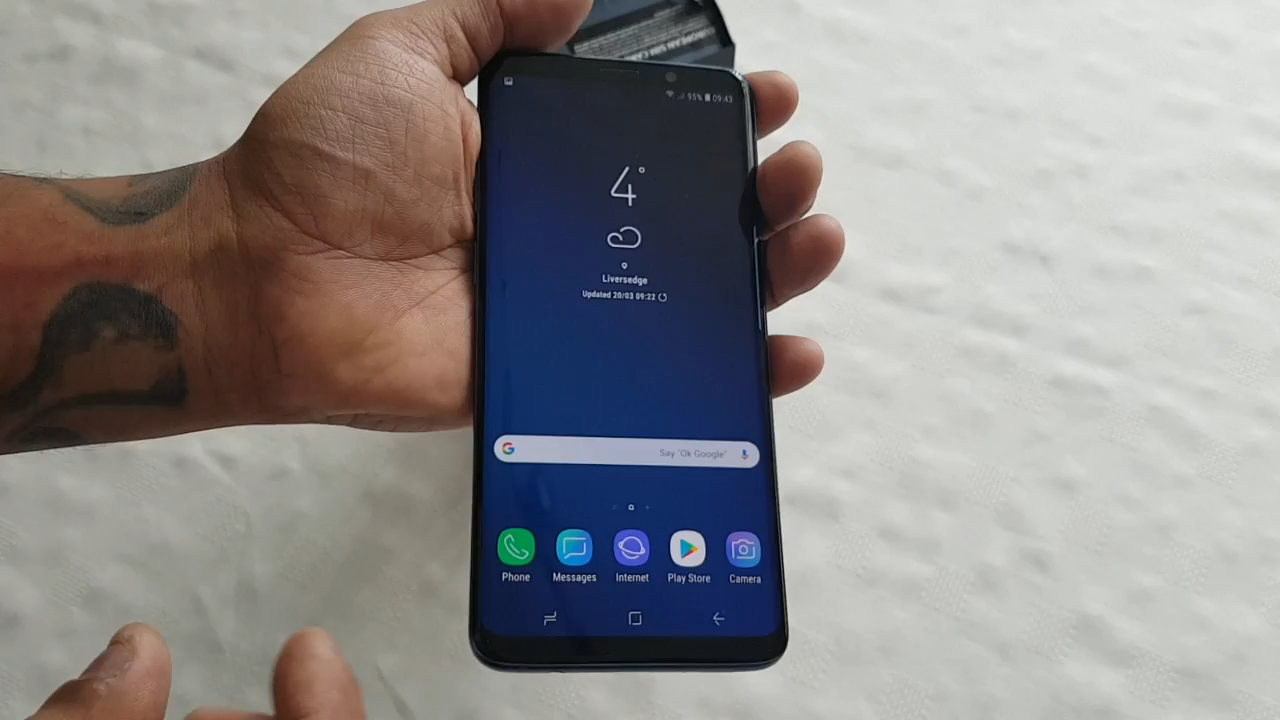 95% 09:43
4°
Liversedge
Updated 20/03 09:22
G Say "Ok Google"
Phone Messages Internet Play Store Camera